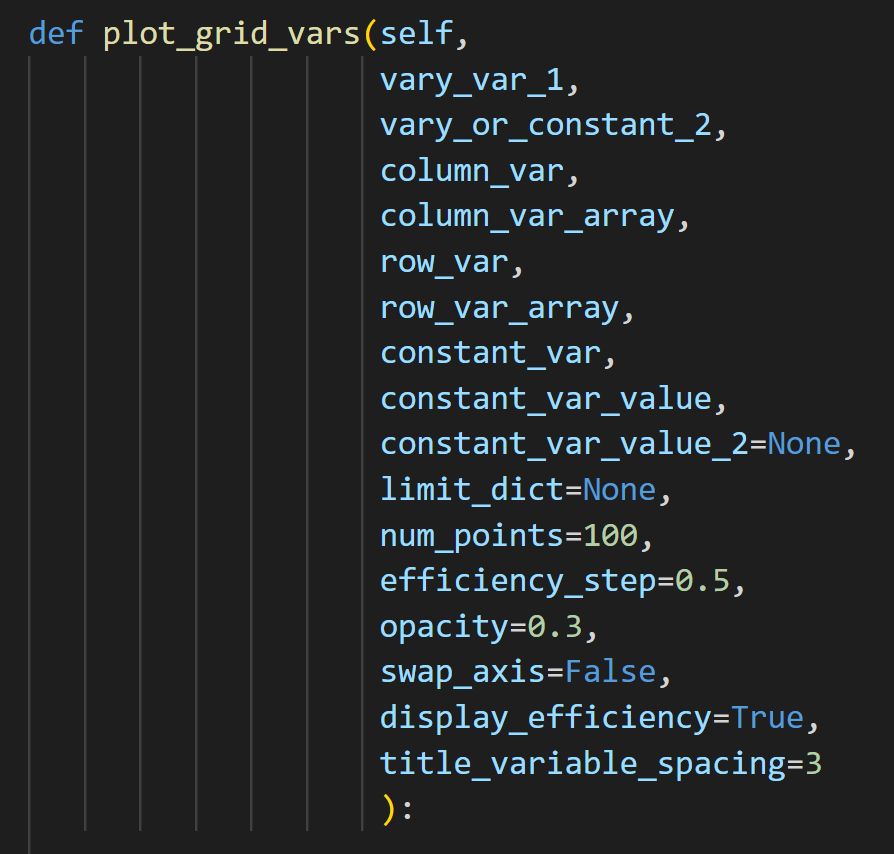 def plot_grid_vars(self,
vary_var_1,
vary_or_constant_2,
column_var,
column_var_array,
row_var,
row_var_array,
constant_var,
constant_var_value,
constant_var_value_2=None,
limit_dict=None,
num_points=100,
efficiency_step=0.5,
opacity=0.3,
swap_axis=False,
display_efficiency=True,
title_variable_spacing=3
):